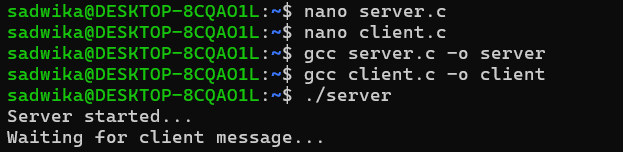 sadwika@DESKTOP-8CQAO1L:~$ nano server.c
sadwika@DESKTOP-8CQAO1L:~$ nano client.c
sadwika@DESKTOP-8CQAO1L:~$ gcc server.c -o server
sadwika@DESKTOP-8CQAO1L:~$ gcc client.c -o client
sadwika@DESKTOP-8CQAO1L:~$ ./server
Server started...
Waiting for client message...